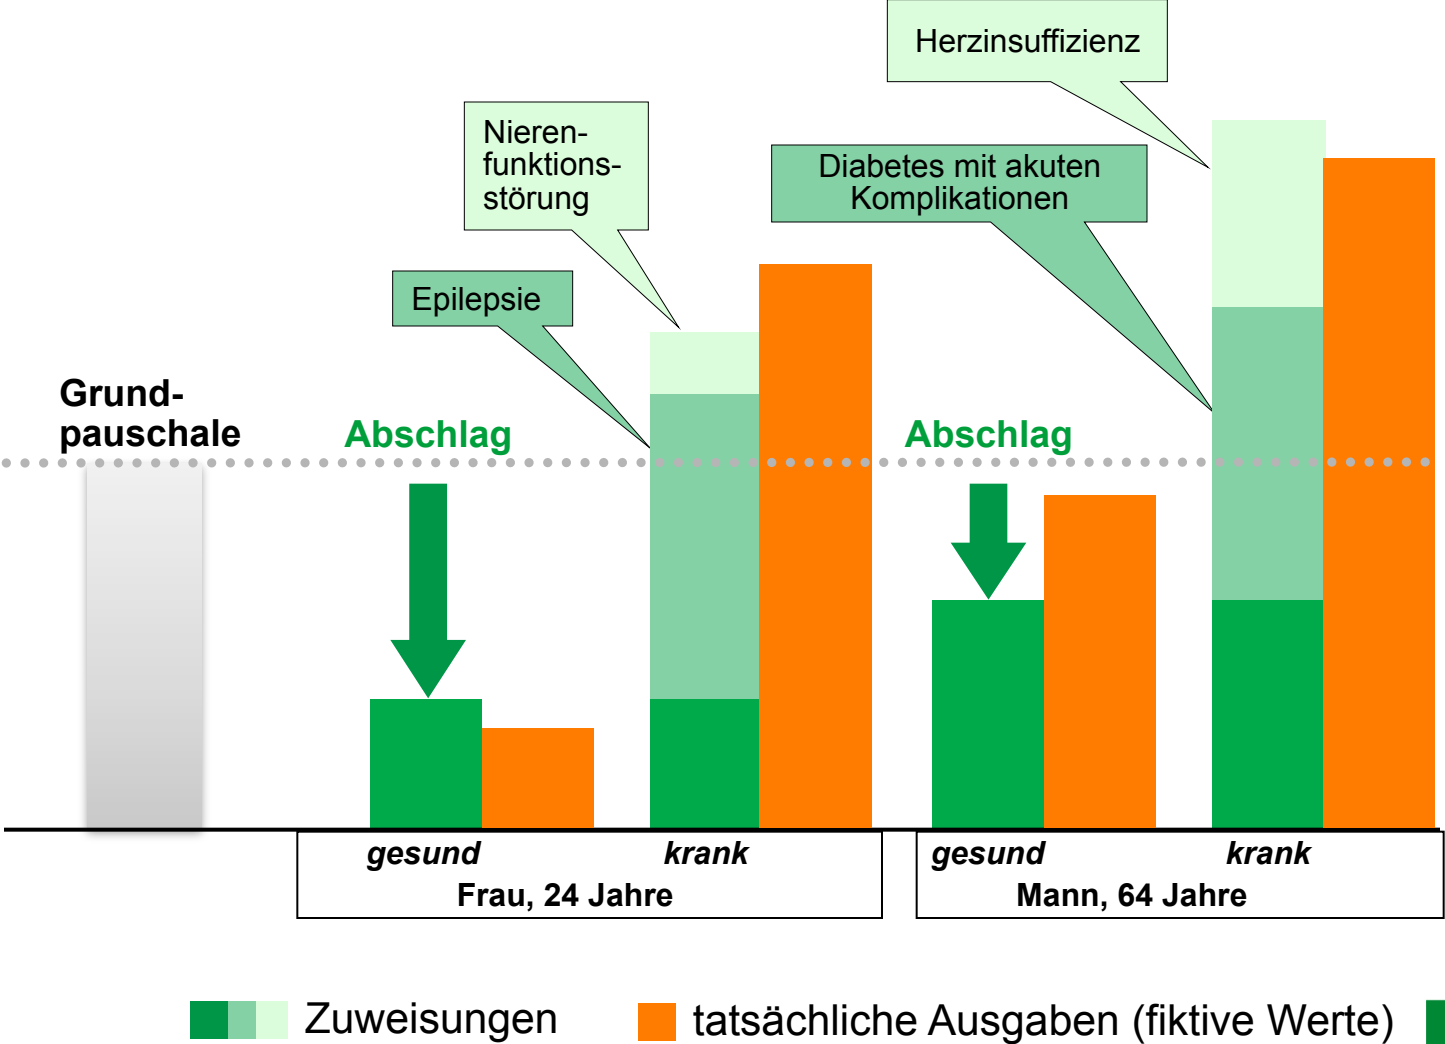 Herzinsuffizienz
Nieren-
funktions-
störung
Diabetes mit akuten
Komplikationen
Epilepsie
Grund-
pauschale
Abschlag
Abschlag
gesund
krank
Frau, 24 Jahre
gesund
krank
Mann, 64 Jahre
Zuweisungen
tatsächliche Ausgaben (fiktive Werte)